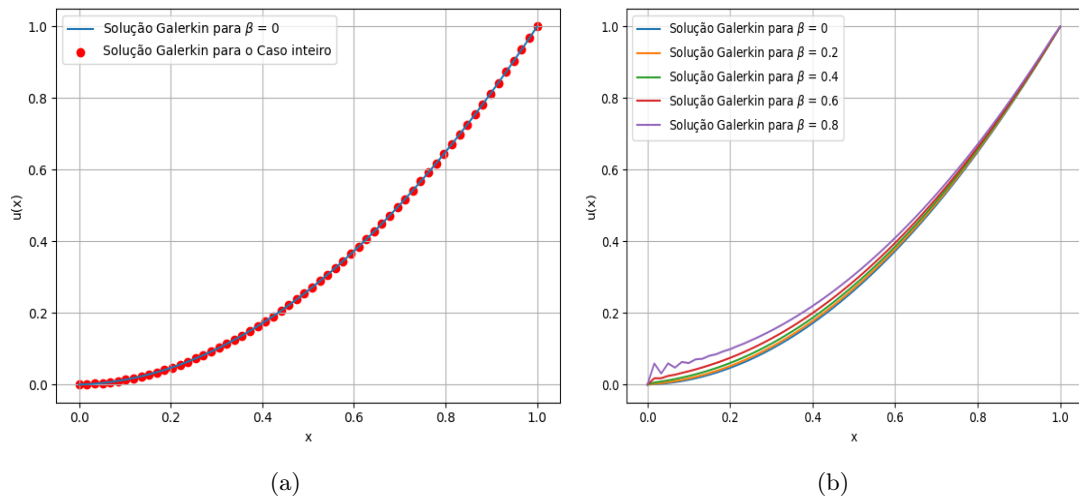 Solução Galerkin para β = 0
Solução Galerkin para o Caso inteiro
1.0
0.8
0.6
0.4
0.2
0.0
u(x)
0.0 0.2 0.4 0.6 0.8 1.0
x
(a)
Solução Galerkin para β = 0
Solução Galerkin para β = 0.2
Solução Galerkin para β = 0.4
Solução Galerkin para β = 0.6
Solução Galerkin para β = 0.8
1.0
0.8
0.6
0.4
0.2
0.0
u(x)
0.0 0.2 0.4 0.6 0.8 1.0
x
(b)